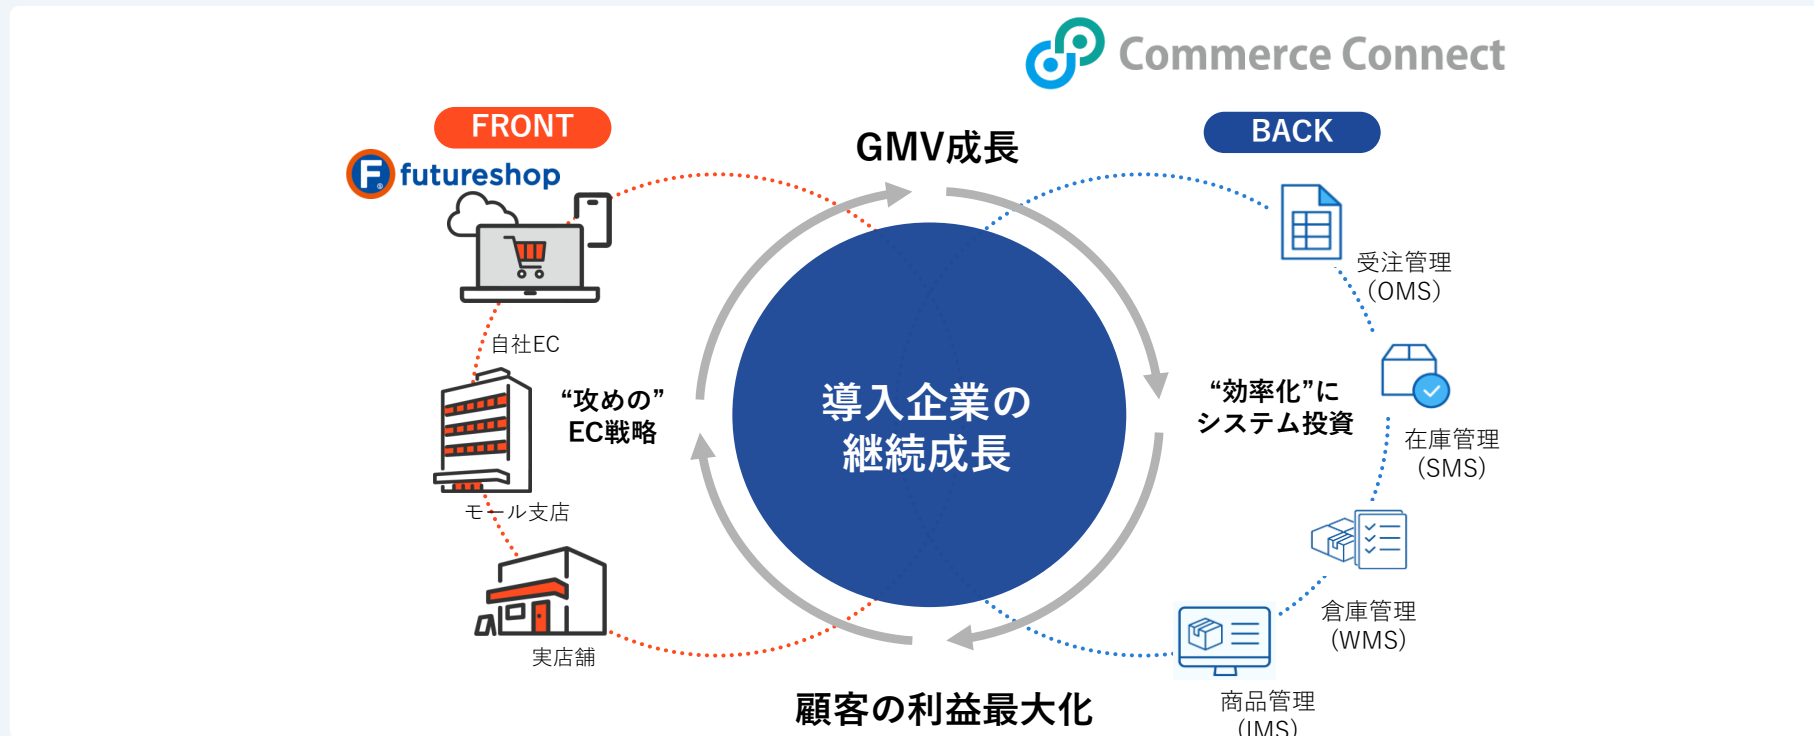 Commerce Connect
FRONT
futureshop
GMV成長
BACK
受注管理
（OMS）
自社EC
“攻めの”
EC戦略
導入企業の
継続成長
“効率化”に
システム投資
在庫管理
（SMS）
モール支店
倉庫管理
（WMS）
実店舗
顧客の利益最大化
商品管理
（IMS）